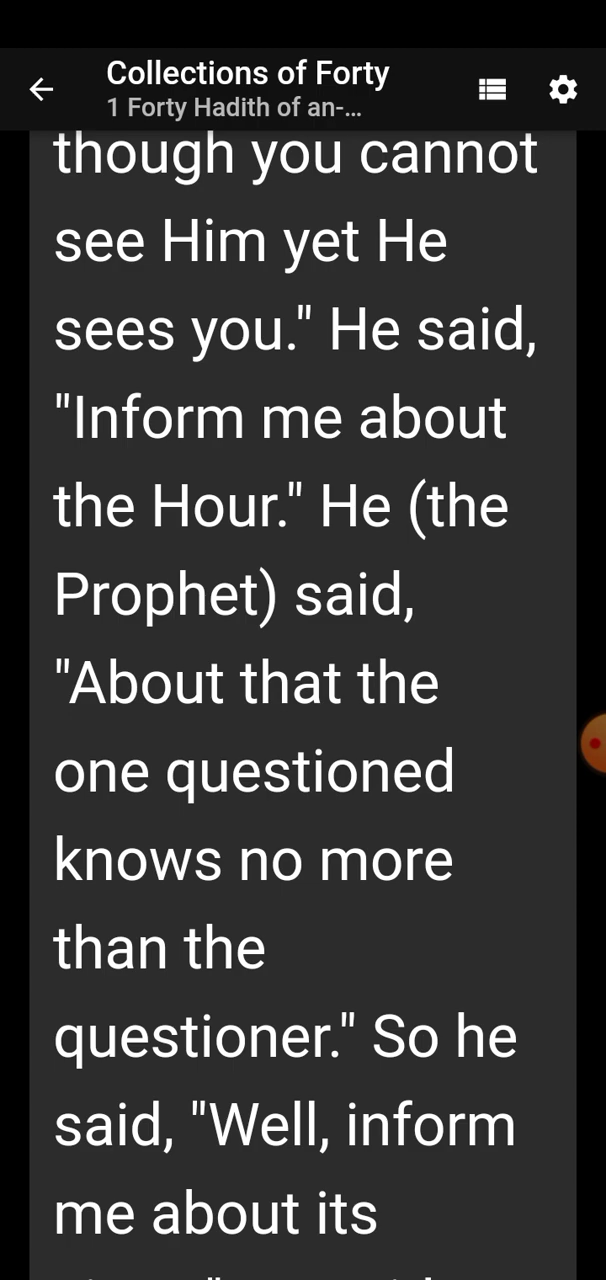 Collections of Forty
1 Forty Hadith of an-...
though you cannot
see Him yet He
sees you." He said,
"Inform me about
the Hour." He (the
Prophet) said,
"About that the
one questioned
knows no more
than the
questioner." So he
said, "Well, inform
me about its